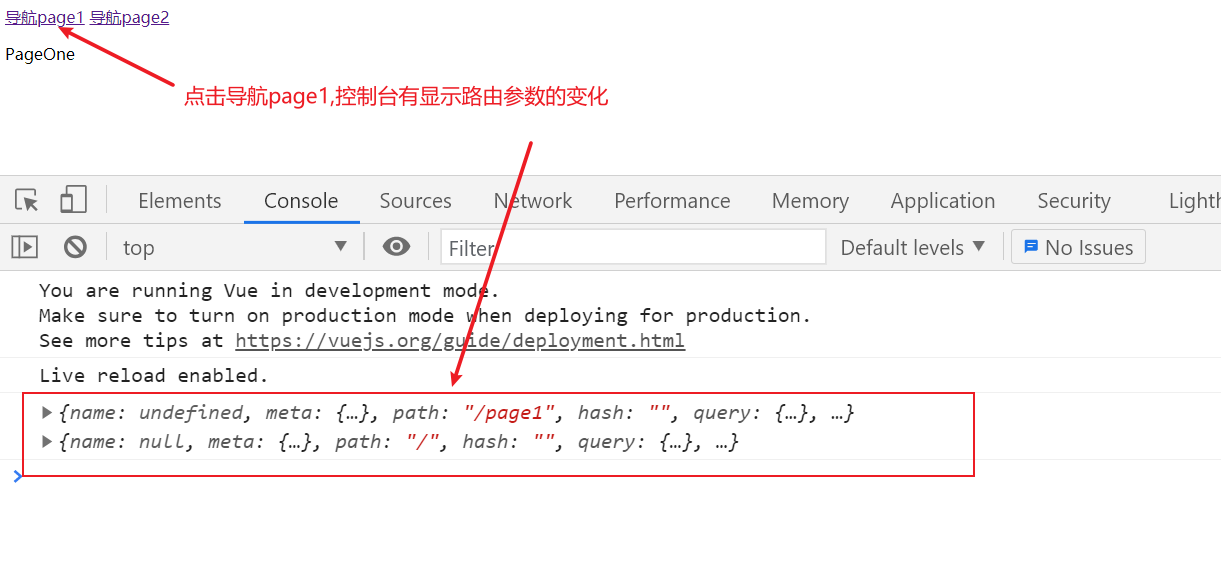 导航page1 导航page2
PageOne
点击导航page1,控制台有显示路由参数的变化
Elements Console Sources Network Performance Memory Application Security Lighth
top Filter Default levels No Issues
You are running Vue in development mode.
Make sure to turn on production mode when deploying for production.
See more tips at https://vuejs.org/guide/deployment.html
Live reload enabled.
{name: undefined, meta: {…}, path: "/page1", hash: "", query: {…}, …}
{name: null, meta: {…}, path: "/", hash: "", query: {…}, …}